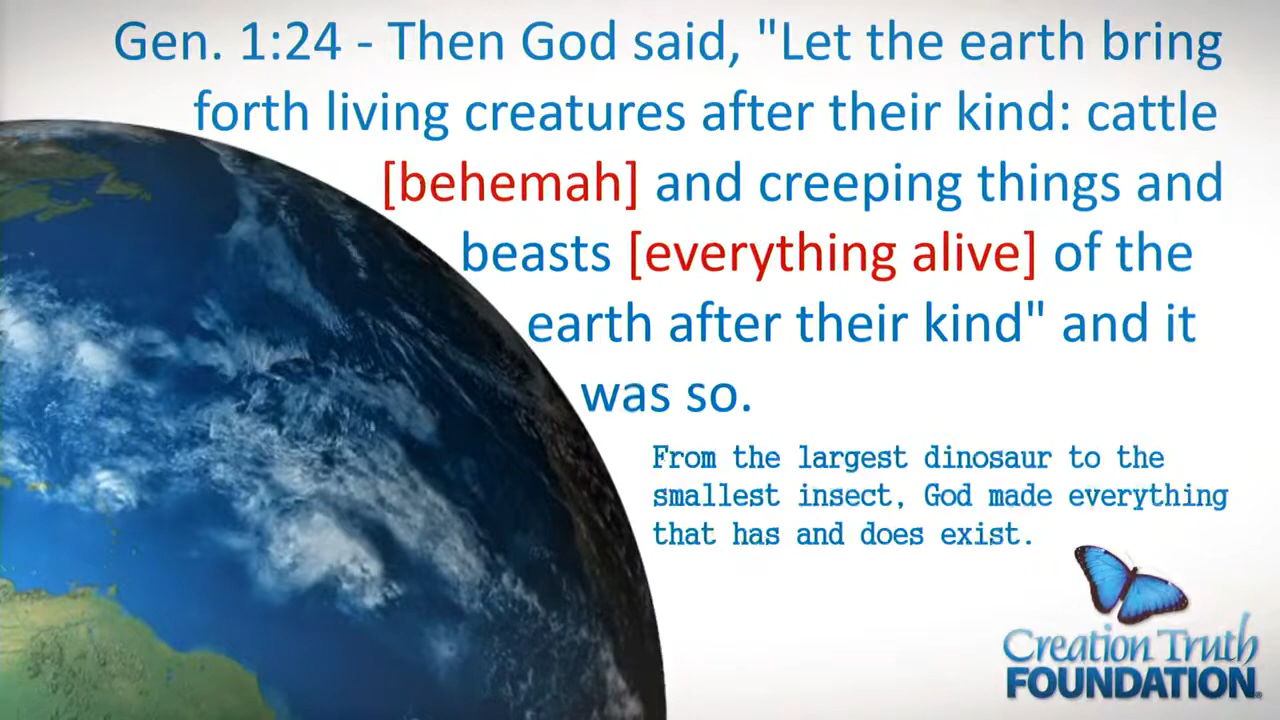 Gen. 1:24 - Then God said, "Let the earth bring
forth living creatures after their kind: cattle
[behemah] and creeping things and
beasts [everything alive] of the
earth after their kind" and it
was so.
From the largest dinosaur to the
smallest insect, God made everything
that has and does exist.
Creation Truth
FOUNDATION®